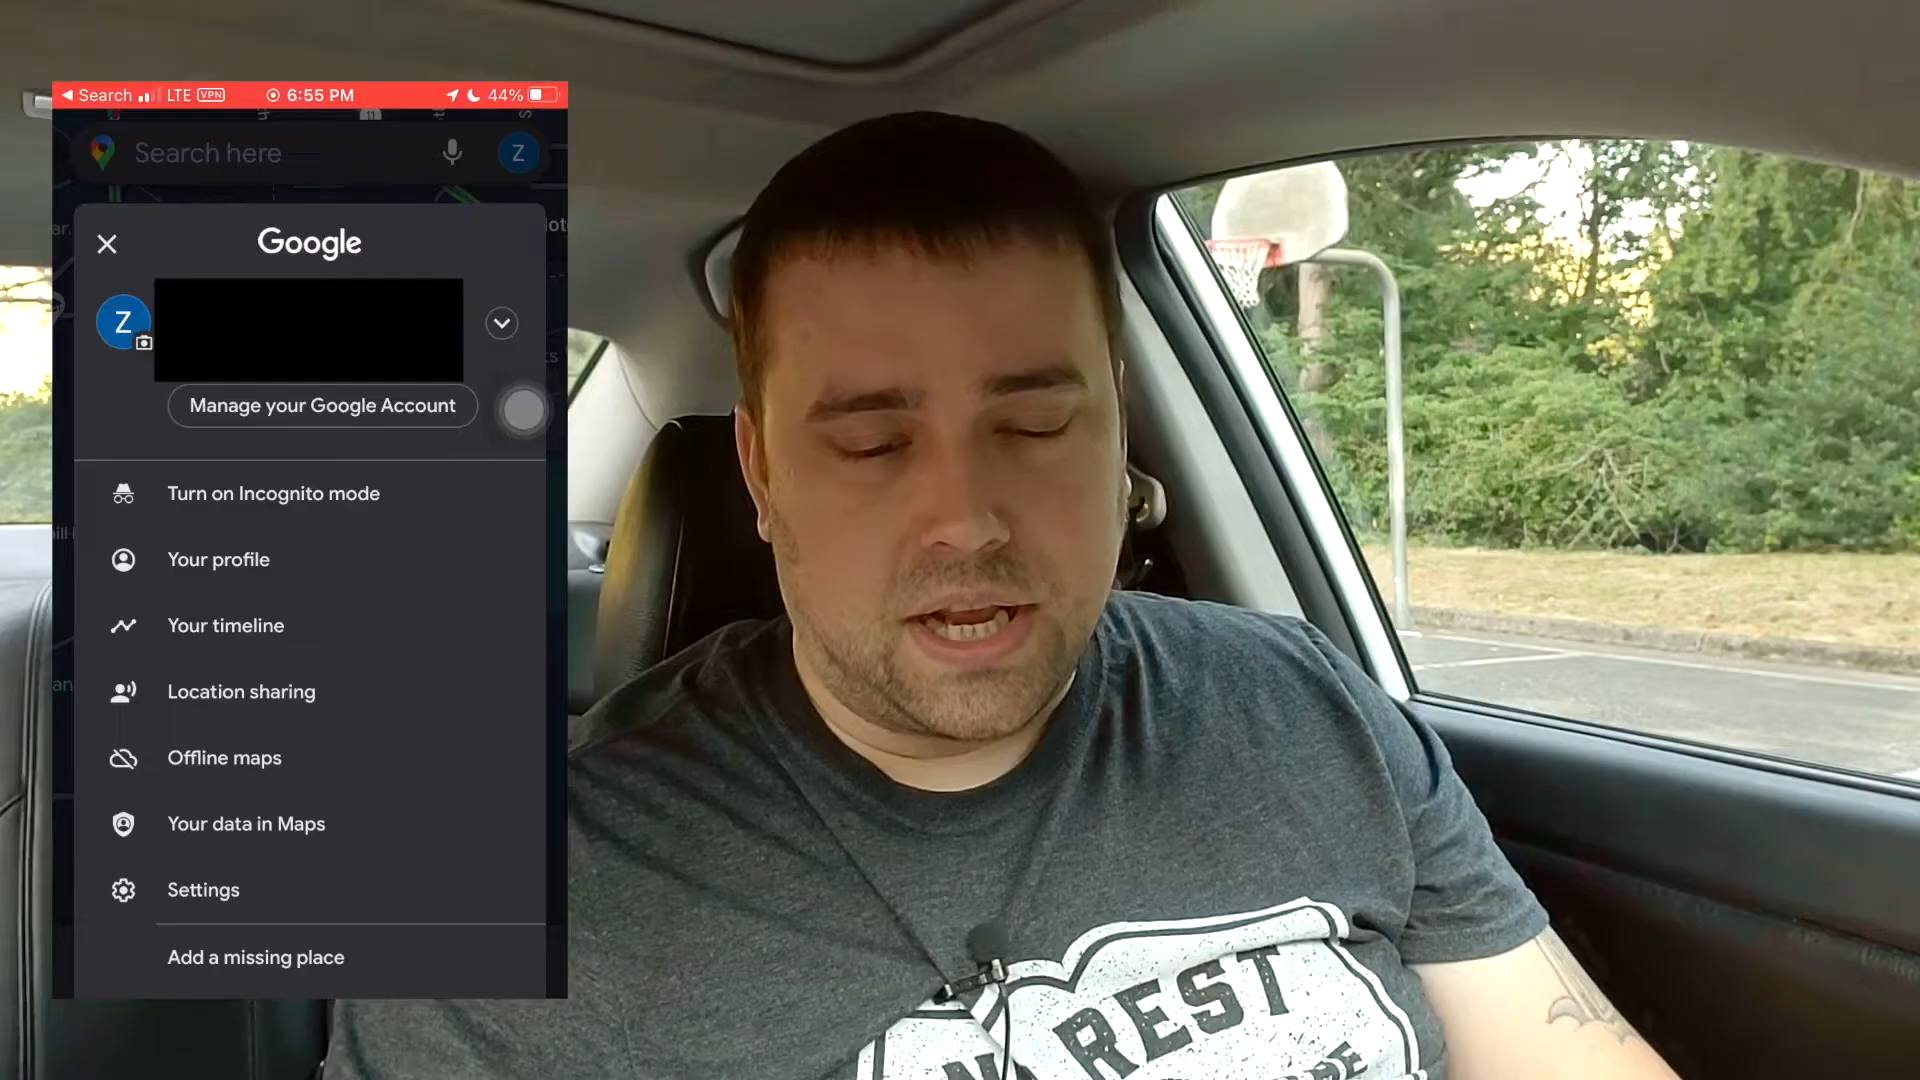 Search LTE VPN 6:55 PM 44%
Search here Z
Google
Z
Manage your Google Account
Turn on Incognito mode
Your profile
Your timeline
Location sharing
Offline maps
Your data in Maps
Settings
Add a missing place
REST